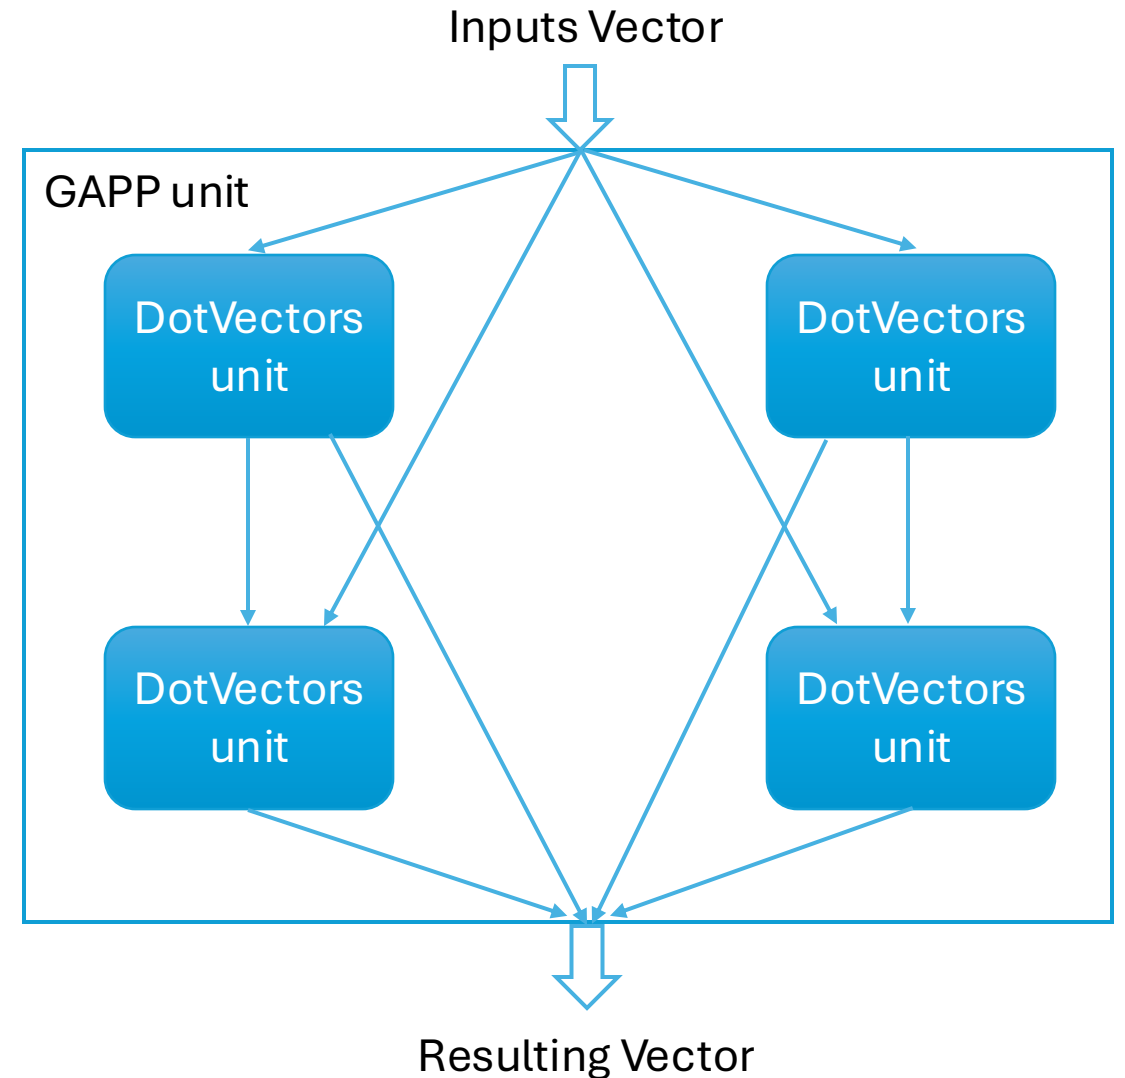 Inputs Vector
GAPP unit
DotVectors
unit
DotVectors
unit
DotVectors
unit
DotVectors
unit
Resulting Vector